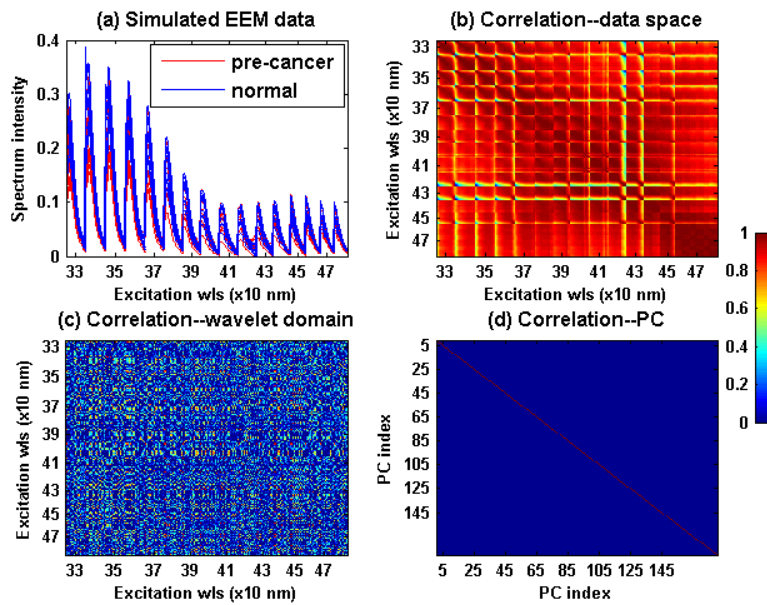 (a) Simulated EEM data
Spectrum intensity
0.4
0.3
0.2
0.1
0
pre-cancer
normal
33 35 37 39 41 43 45 47
Excitation wls (x10 nm)
(b) Correlation--data space
Excitation wls (x10 nm)
33
35
37
39
41
43
45
47
33 35 37 39 41 43 45 47
Excitation wls (x10 nm)
1
0.8
0.6
0.4
0.2
0
(c) Correlation--wavelet domain
Excitation wls (x10 nm)
33
35
37
39
41
43
45
47
33 35 37 39 41 43 45 47
Excitation wls (x10 nm)
(d) Correlation--PC
PC index
5
25
45
65
85
105
125
145
5 25 45 65 85 105 125 145
PC index